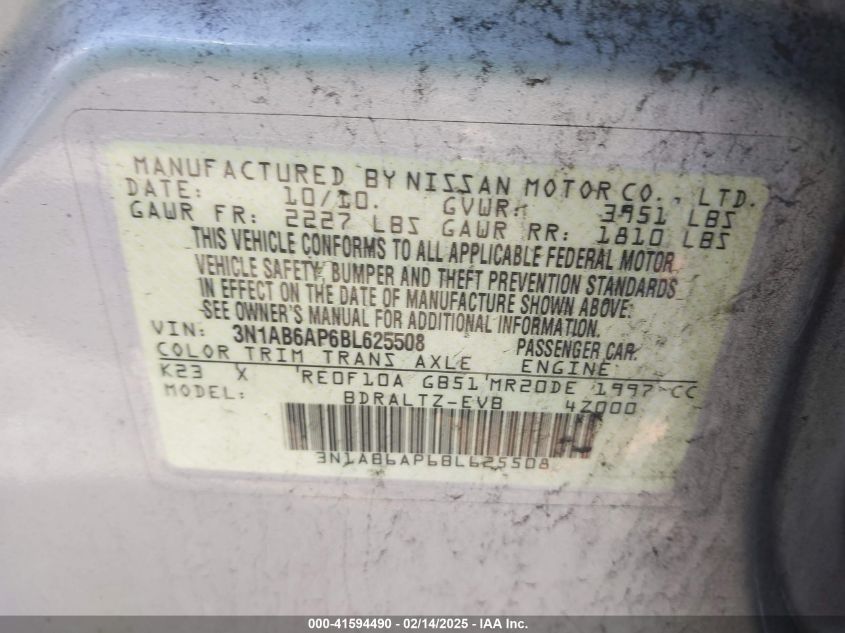 MANUFACTURED BY NISSAN MOTOR CO., LTD.
DATE: 10/10. GVWR: 3951 LBS
GAWR FR: 2227 LBS GAWR RR: 1810 LBS
THIS VEHICLE CONFORMS TO ALL APPLICABLE FEDERAL MOTOR
VEHICLE SAFETY, BUMPER AND THEFT PREVENTION STANDARDS
IN EFFECT ON THE DATE OF MANUFACTURE SHOWN ABOVE.
SEE OWNER'S MANUAL FOR ADDITIONAL INFORMATION.
VIN: 3N1AB6AP6BL625508 PASSENGER CAR
COLOR TRIM TRANS AXLE ENGINE
K23 X RE0F10A GB51 MR20DE 1997 CC
MODEL: BDRALTZ-EVB 4Z000
3N1AB6AP6BL625508
000-41594490 - 02/14/2025 - IAA Inc.